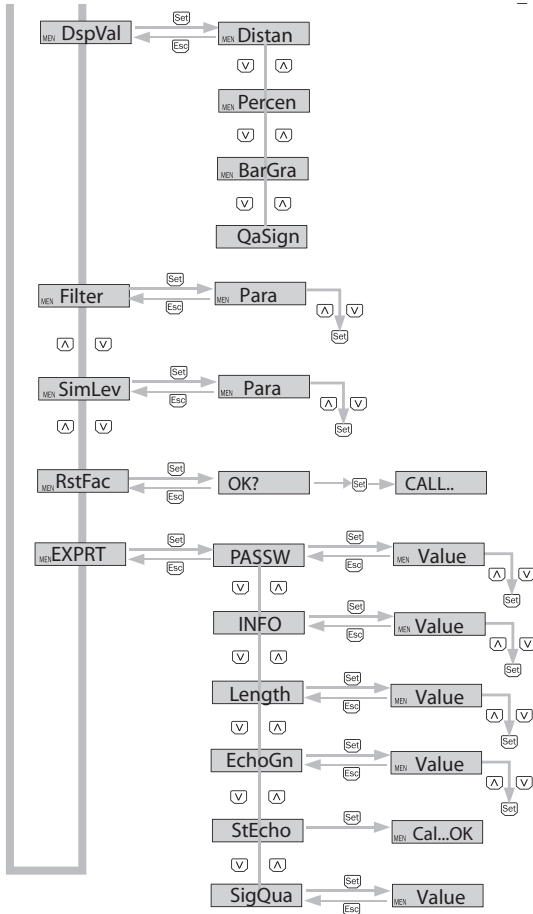 Set
MEN DspVal MEN Distan
Esc
V Λ
MEN Percen
V Λ
MEN BarGra
V Λ
QaSign
Set
MEN Filter MEN Para
Esc
Λ V
Set
Λ V
Set
MEN SimLev MEN Para
Esc
Λ V
Set
Λ V
Set
MEN RstFac OK? Set CALL..
Esc
Set Set
MEN EXPRT PASSW MEN Value
Esc Esc
Λ V
Set
V Λ
Set
INFO MEN Value
Esc
Λ V
Set
V Λ
Set
Length MEN Value
Esc
Λ V
Set
V Λ
Set
EchoGn MEN Value
Esc
Λ V
Set
V Λ
Set
StEcho MEN Cal...OK
V Λ
Set
SigQua MEN Value
Esc